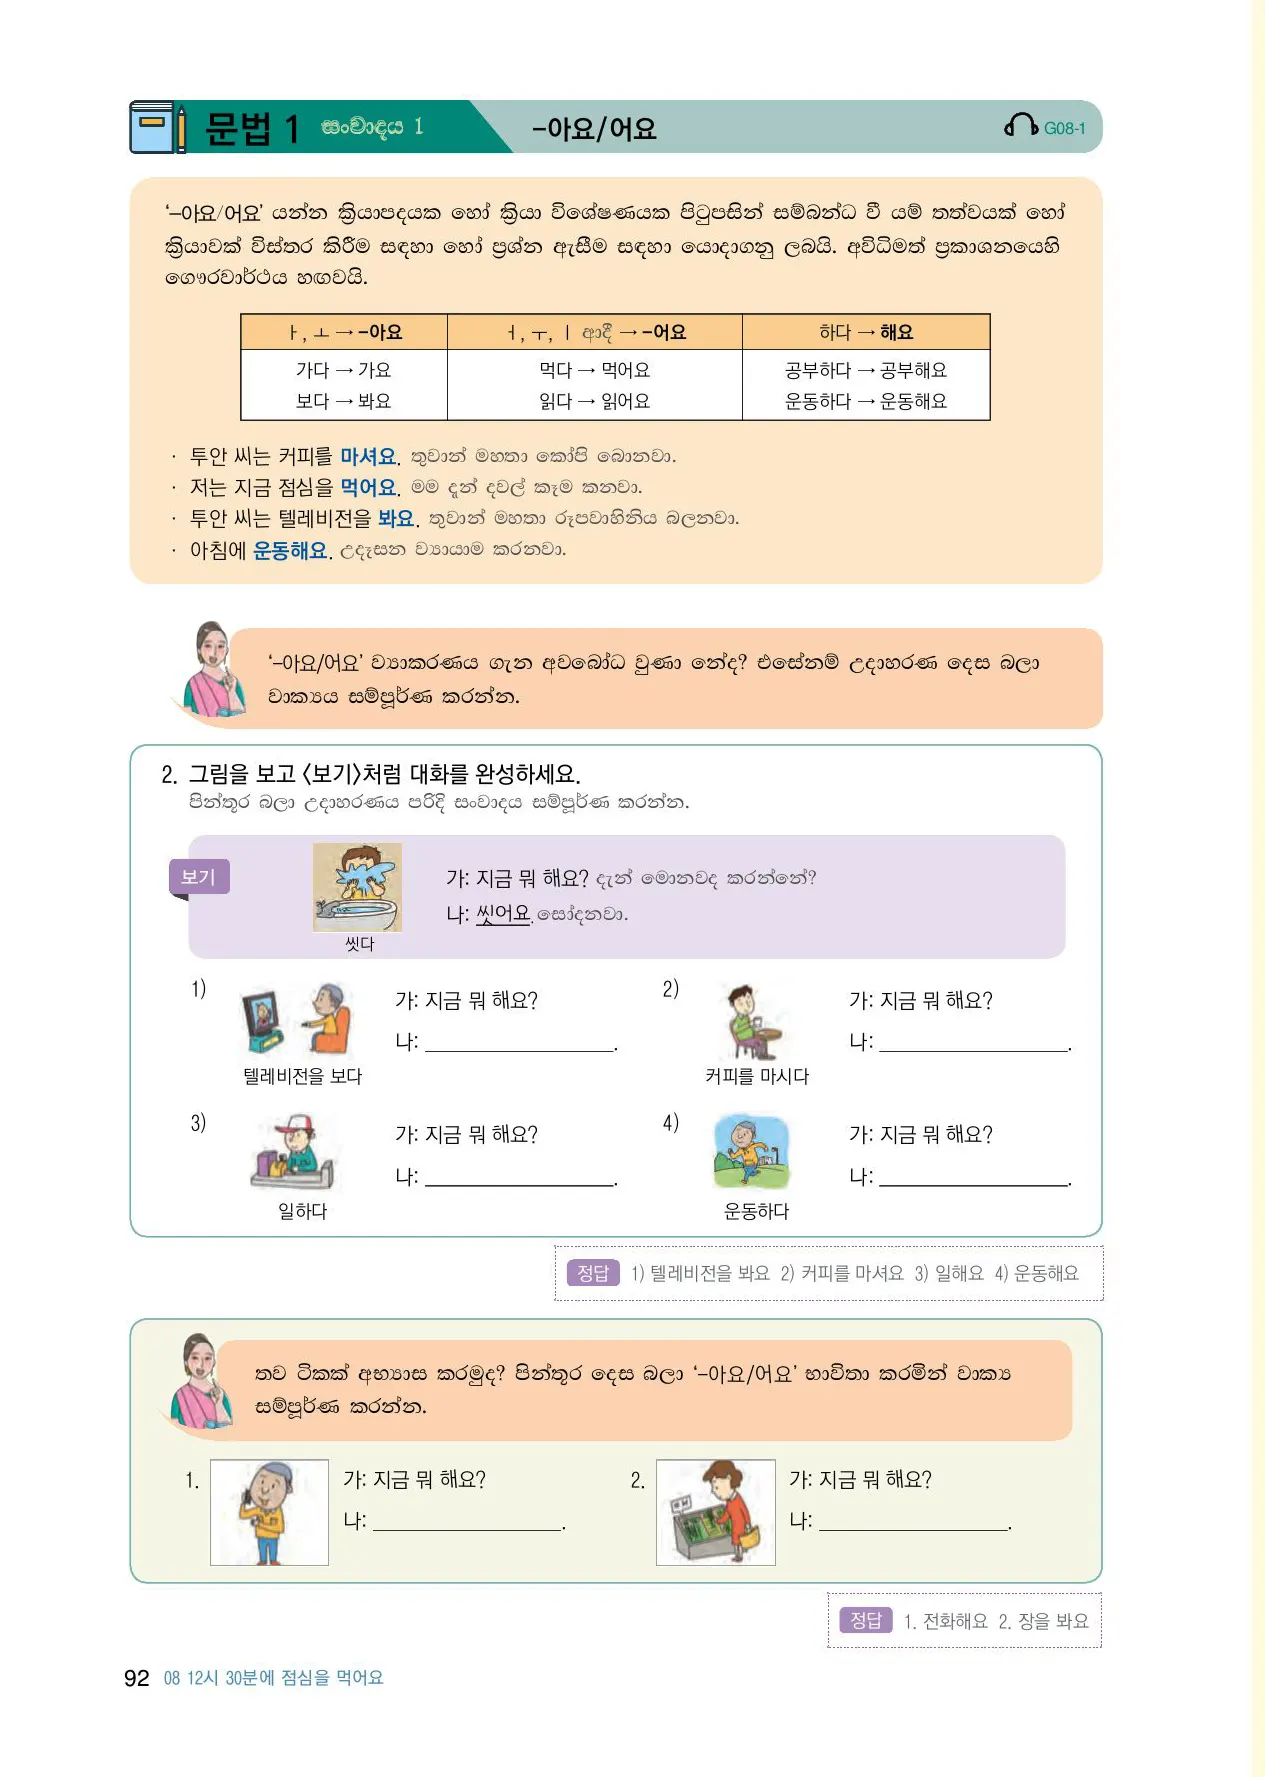 문법 1 සංවාදය 1 -아요/어요 G08-1
‘-아요/어요’ යන්න ක්‍රියාපදයක හෝ ක්‍රියා විශේෂණයක පිටුපසින් සම්බන්ධ වී යම් තත්වයක් හෝ
ක්‍රියාවක් විස්තර කිරීම සඳහා හෝ ප්‍රශ්න ඇසීම සඳහා යොදාගනු ලබයි. අවිධිමත් ප්‍රකාශනයෙහි
ගෞරවාර්ථය හඟවයි.
ㅏ, ㅗ → -아요 ㅓ, ㅜ, ㅣ ආදී → -어요 하다 → 해요
가다 → 가요 먹다 → 먹어요 공부하다 → 공부해요
보다 → 봐요 읽다 → 읽어요 운동하다 → 운동해요
· 투안 씨는 커피를 마셔요. තුවාන් මහතා කෝපි බොනවා.
· 저는 지금 점심을 먹어요. මම දැන් දවල් කෑම කනවා.
· 투안 씨는 텔레비전을 봐요. තුවාන් මහතා රූපවාහිනිය බලනවා.
· 아침에 운동해요. උදෑසන ව්‍යායාම කරනවා.
‘-아요/어요’ ව්‍යාකරණය ගැන අවබෝධ වුණා නේද? එසේනම් උදාහරණ දෙස බලා
වාක්‍යය සම්පූර්ණ කරන්න.
2. 그림을 보고 〈보기〉처럼 대화를 완성하세요.
පින්තූර බලා උදාහරණය පරිදි සංවාදය සම්පූර්ණ කරන්න.
보기
가: 지금 뭐 해요? දැන් මොනවද කරන්නේ?
나: 씻어요. සෝදනවා.
씻다
1) 가: 지금 뭐 해요?
나: ____________.
텔레비전을 보다
2) 가: 지금 뭐 해요?
나: ____________.
커피를 마시다
3) 가: 지금 뭐 해요?
나: ____________.
일하다
4) 가: 지금 뭐 해요?
나: ____________.
운동하다
정답 1) 텔레비전을 봐요 2) 커피를 마셔요 3) 일해요 4) 운동해요
තව ටිකක් අභ්‍යාස කරමුද? පින්තූර දෙස බලා ‘-아요/어요’ භාවිතා කරමින් වාක්‍ය
සම්පූර්ණ කරන්න.
1. 가: 지금 뭐 해요?
나: ____________.
2. 가: 지금 뭐 해요?
나: ____________.
정답 1. 전화해요 2. 장을 봐요
92 08 12시 30분에 점심을 먹어요